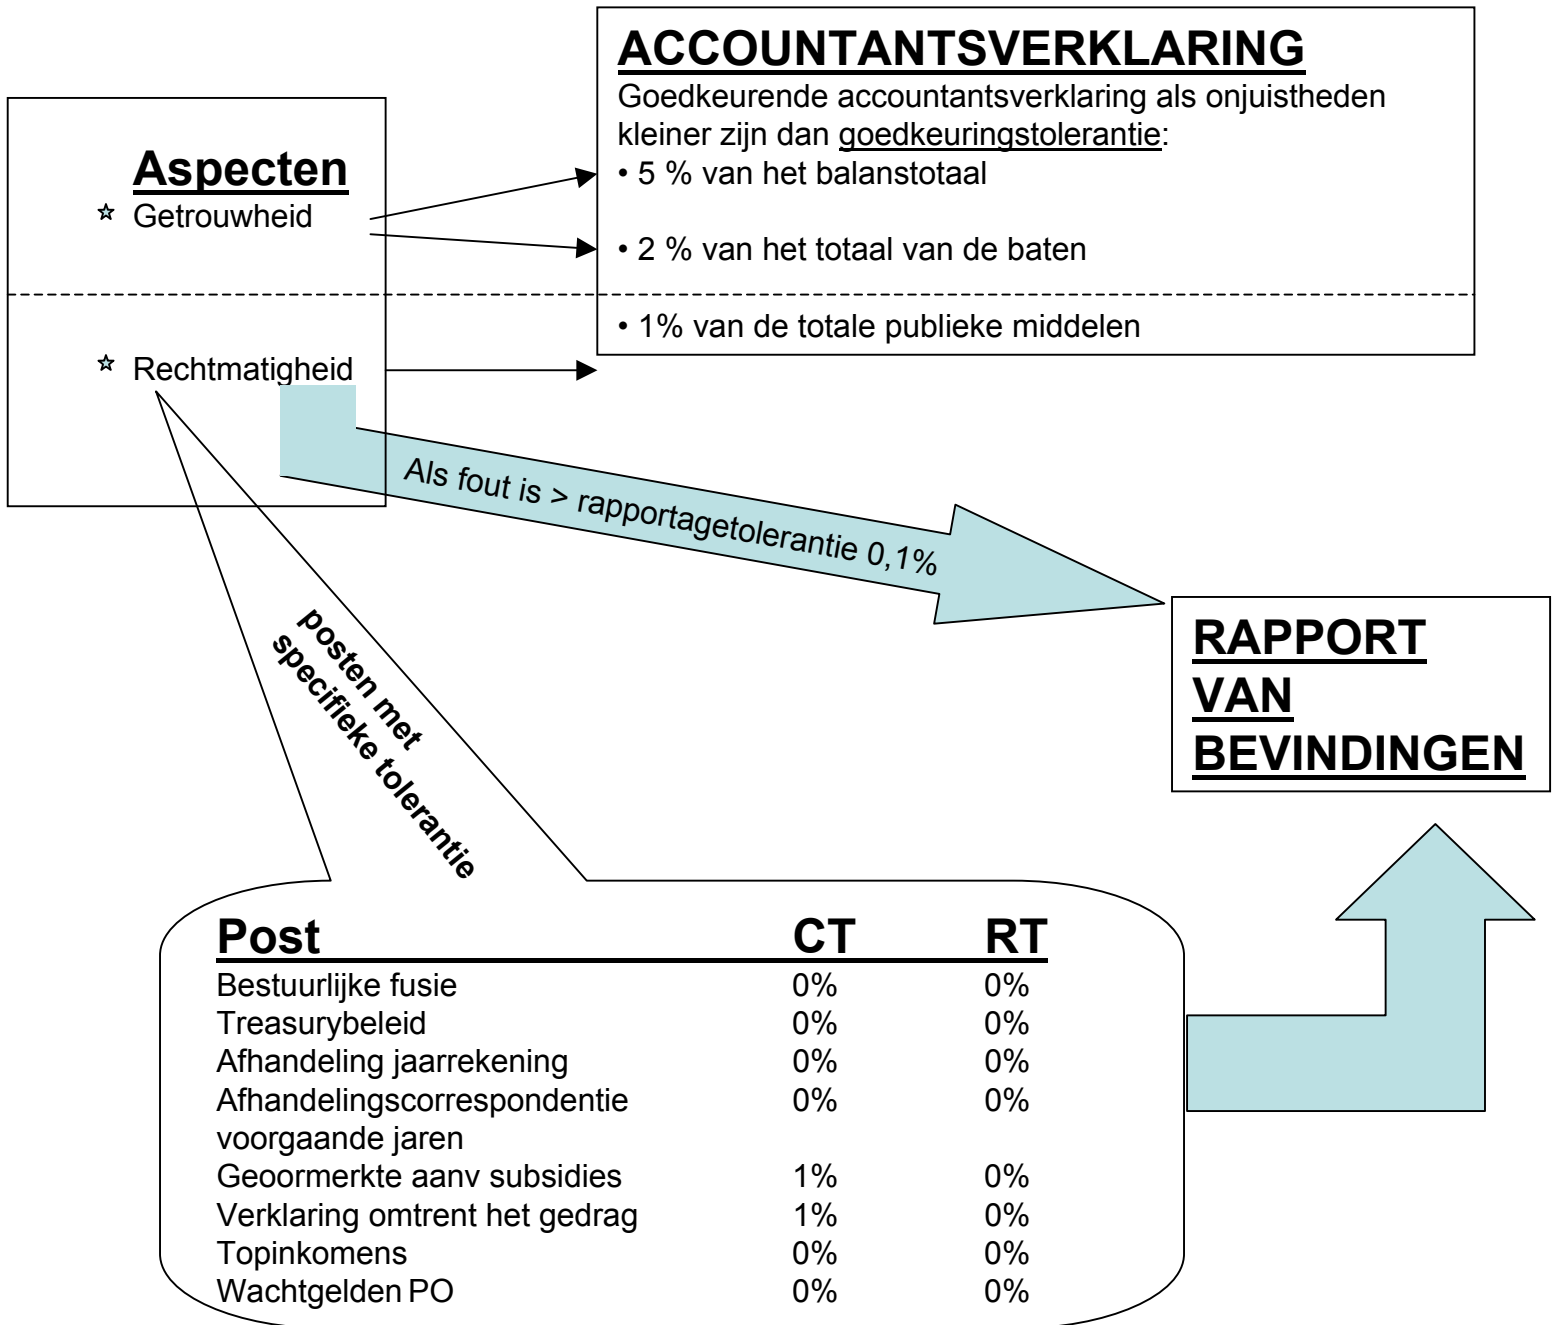 ACCOUNTANTSVERKLARING
Goedkeurende accountantsverklaring als onjuistheden
kleiner zijn dan goedkeuringstolerantie:
• 5 % van het balanstotaal
• 2 % van het totaal van de baten
• 1% van de totale publieke middelen
Aspecten
Getrouwheid
Rechtmatigheid
Als fout is > rapportagetolerantie 0,1%
posten met
specifieke tolerantie
RAPPORT
VAN
BEVINDINGEN
Post CT RT
Bestuurlijke fusie 0% 0%
Treasurybeleid 0% 0%
Afhandeling jaarrekening 0% 0%
Afhandelingscorrespondentie 0% 0%
voorgaande jaren
Geoormerkte aanv subsidies 1% 0%
Verklaring omtrent het gedrag 1% 0%
Topinkomens 0% 0%
Wachtgelden PO 0% 0%